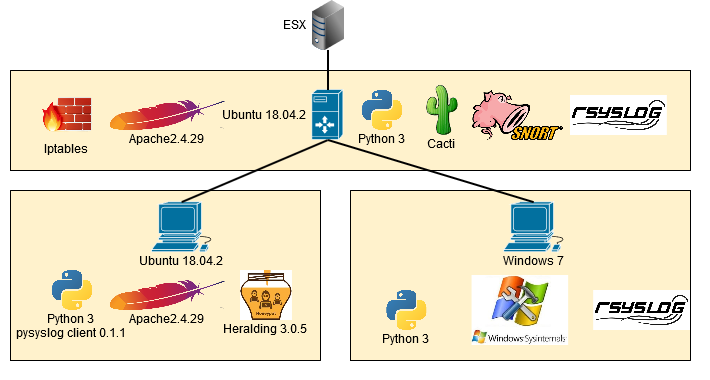 ESX
Ubuntu 18.04.2
Iptables
Apache2.4.29
Python 3
Cacti
SNORT
RSYSLOG
Ubuntu 18.04.2
Python 3
pysyslog client 0.1.1
Apache2.4.29
Honeypot
Heralding 3.0.5
Windows 7
Python 3
Windows Sysinternals
RSYSLOG